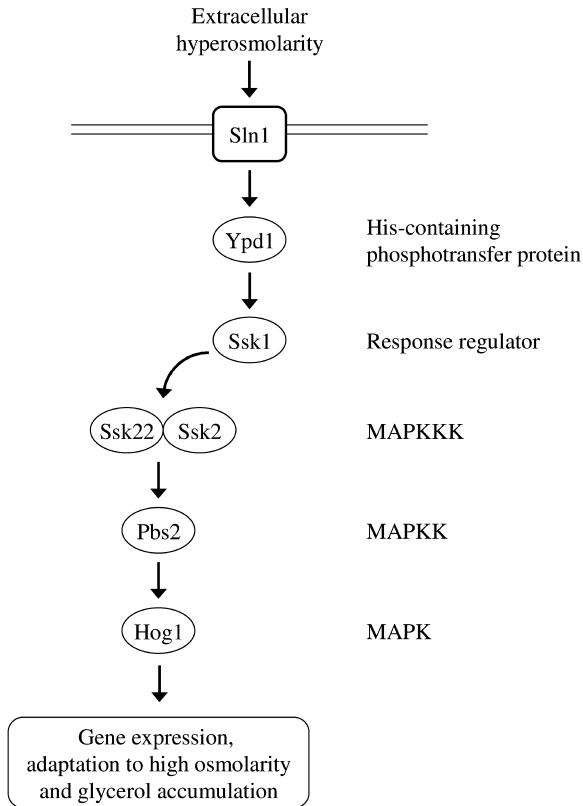 Extracellular
hyperosmolarity
Sln1
Ypd1
His-containing
phosphotransfer protein
Ssk1
Response regulator
Ssk22
Ssk2
MAPKKK
Pbs2
MAPKK
Hog1
MAPK
Gene expression,
adaptation to high osmolarity
and glycerol accumulation